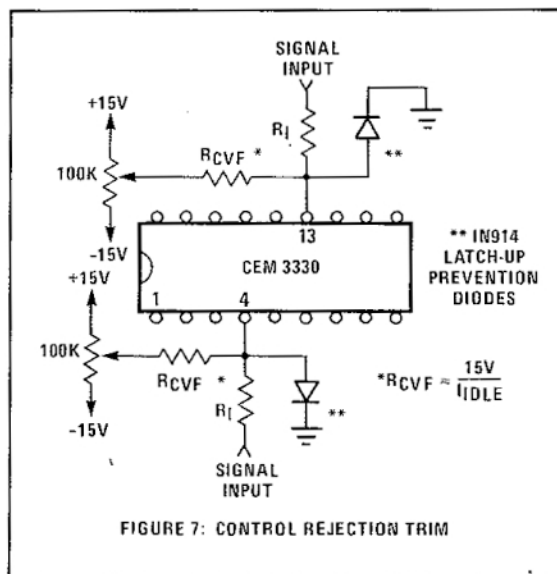 SIGNAL
INPUT
+15V
RI
**
RCVF *
100K
-15V
13
CEM 3330
** IN914
LATCH-UP
PREVENTION
DIODES
+15V
1
4
100K
RCVF *
RI
**
*RCVF = 15V
IIDLE
-15V
SIGNAL
INPUT
FIGURE 7: CONTROL REJECTION TRIM